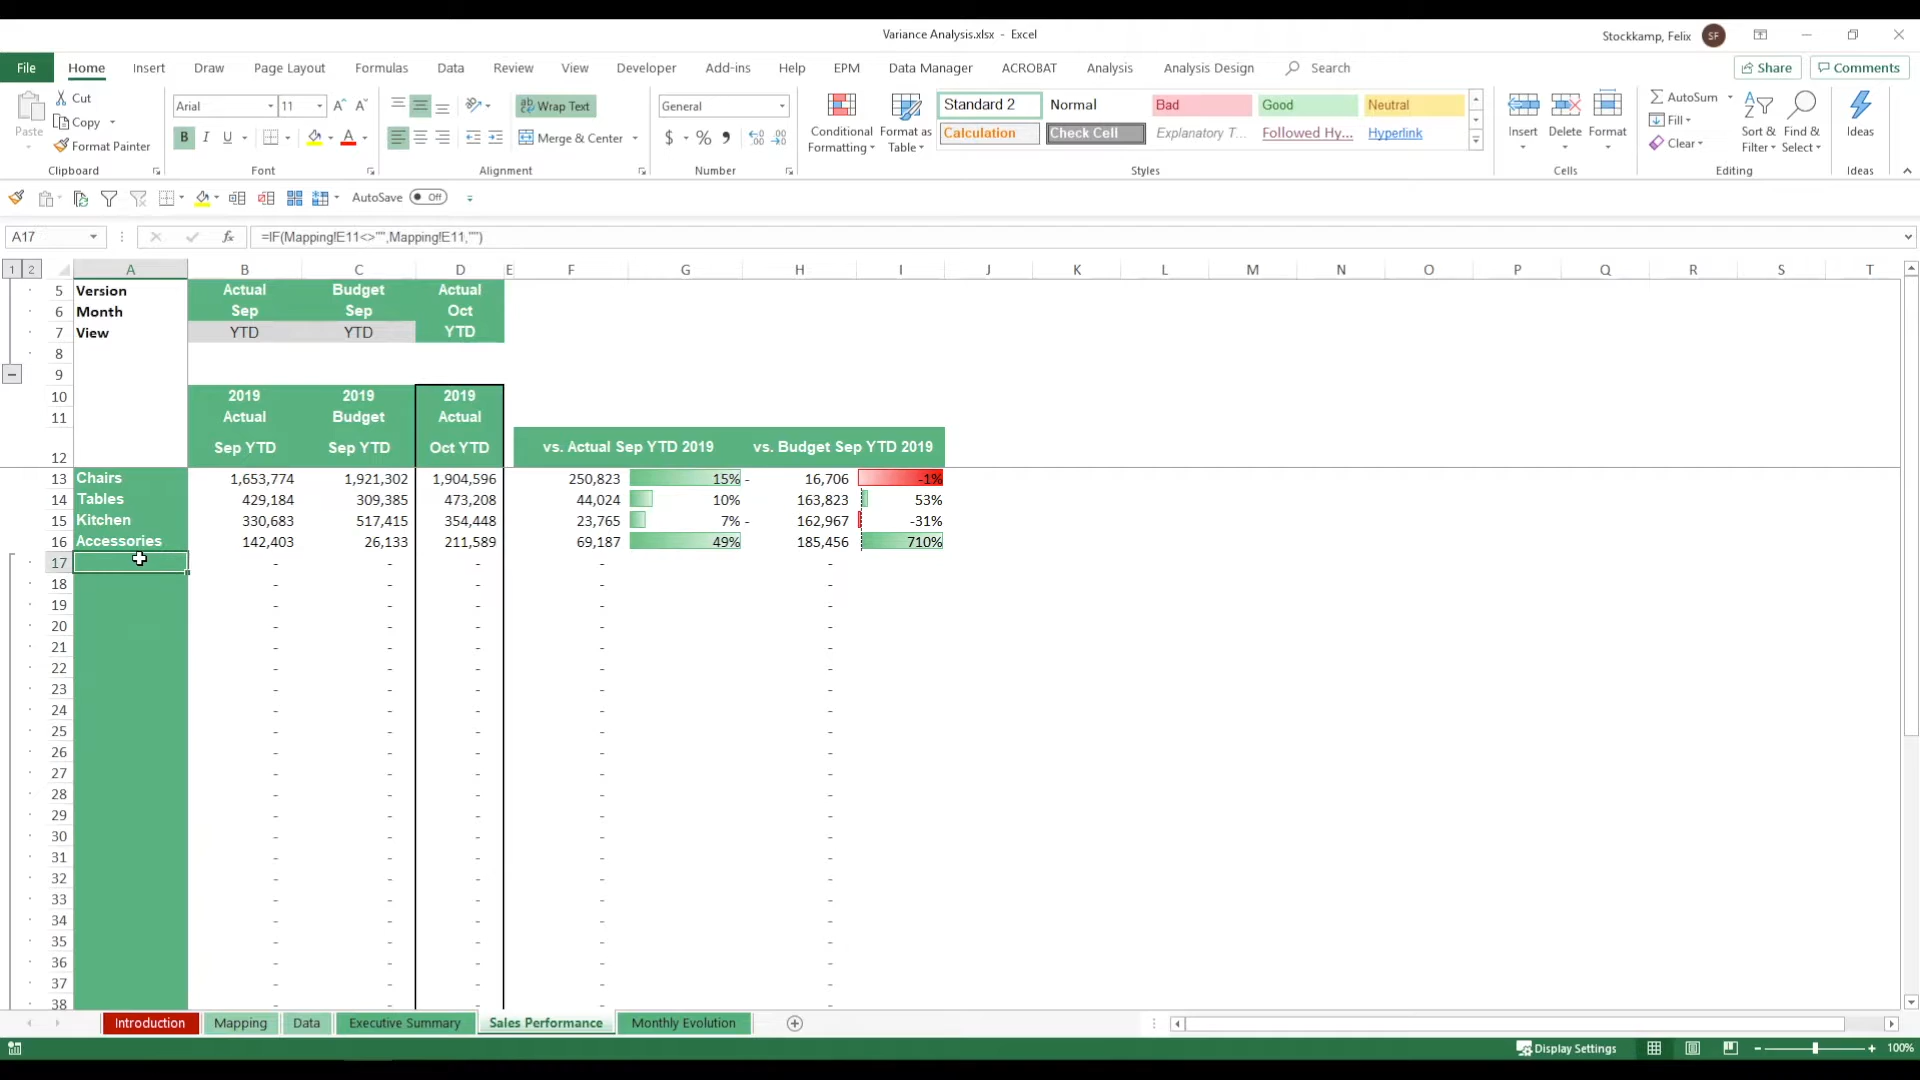 Variance Analysis.xlsx - Excel
Stockkamp, Felix SF
File Home Insert Draw Page Layout Formulas Data Review View Developer Add-ins Help EPM Data Manager ACROBAT Analysis Analysis Design Search Share Comments
Paste Cut
Copy
Format Painter
Clipboard
Arial 11
B I U
Font
Wrap Text
Merge & Center
Alignment
General
$ % ,
Number
Conditional Formatting
Format as Table
Standard 2 Normal Bad Good Neutral
Calculation Check Cell Explanatory T... Followed Hy... Hyperlink
Styles
Insert Delete Format
Cells
AutoSum
Fill
Clear
Sort & Filter
Find & Select
Editing
Ideas
Ideas
AutoSave Off
A17 fx =IF(Mapping!E11<>"",Mapping!E11,"")
1 2 A B C D E F G H I J K L M N O P Q R S T
5 Version Actual Budget Actual
6 Month Sep Sep Oct
7 View YTD YTD YTD
8
9
10 2019 2019 2019
11 Actual Budget Actual
12 Sep YTD Sep YTD Oct YTD vs. Actual Sep YTD 2019 vs. Budget Sep YTD 2019
13 Chairs 1,653,774 1,921,302 1,904,596 250,823 15% - 16,706 -1%
14 Tables 429,184 309,385 473,208 44,024 10% 163,823 53%
15 Kitchen 330,683 517,415 354,448 23,765 7% - 162,967 -31%
16 Accessories 142,403 26,133 211,589 69,187 49% 185,456 710%
17 - - - - -
18 - - - - -
19 - - - - -
20 - - - - -
21 - - - - -
22 - - - - -
23 - - - - -
24 - - - - -
25 - - - - -
26 - - - - -
27 - - - - -
28 - - - - -
29 - - - - -
30 - - - - -
31 - - - - -
32 - - - - -
33 - - - - -
34 - - - - -
35 - - - - -
36 - - - - -
37 - - - - -
38 - - - - -
Introduction Mapping Data Executive Summary Sales Performance Monthly Evolution
Display Settings 100%